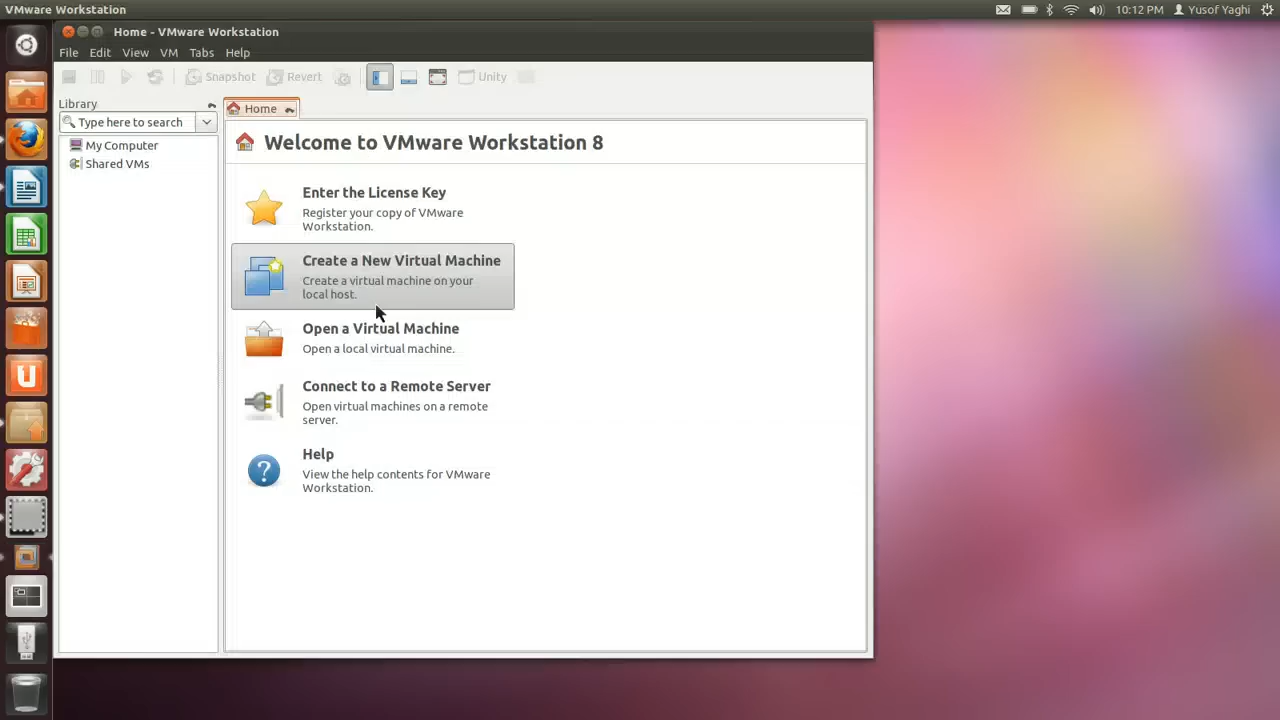 VMware Workstation
10:12 PM
Yusof Yaghi
Home - VMware Workstation
File Edit View VM Tabs Help
Snapshot Revert Unity
Library
Type here to search
My Computer
Shared VMs
Home
Welcome to VMware Workstation 8
Enter the License Key
Register your copy of VMware
Workstation.
Create a New Virtual Machine
Create a virtual machine on your
local host.
Open a Virtual Machine
Open a local virtual machine.
Connect to a Remote Server
Open virtual machines on a remote
server.
Help
View the help contents for VMware
Workstation.